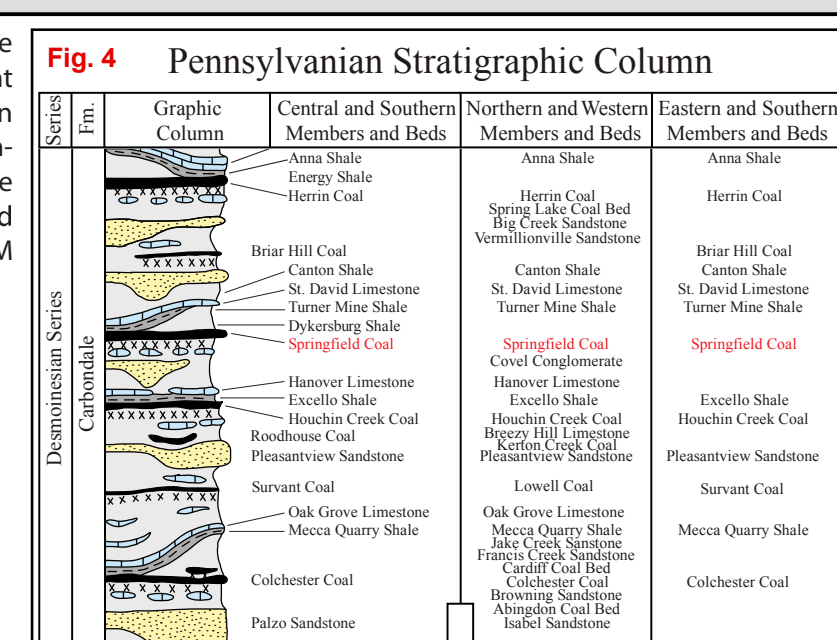 e
nt
n
n-
e
d
M
Fig. 4
Pennsylvanian Stratigraphic Column
Series
Fm.
Graphic
Column
Central and Southern
Members and Beds
Northern and Western
Members and Beds
Eastern and Southern
Members and Beds
Desmoinesian Series
Carbondale
Anna Shale
Energy Shale
Herrin Coal
Briar Hill Coal
Canton Shale
St. David Limestone
Turner Mine Shale
Dykersburg Shale
Springfield Coal
Hanover Limestone
Excello Shale
Houchin Creek Coal
Roodhouse Coal
Pleasantview Sandstone
Survant Coal
Oak Grove Limestone
Mecca Quarry Shale
Colchester Coal
Palzo Sandstone
Anna Shale
Herrin Coal
Spring Lake Coal Bed
Big Creek Sandstone
Vermillionville Sandstone
Canton Shale
St. David Limestone
Turner Mine Shale
Springfield Coal
Covel Conglomerate
Hanover Limestone
Excello Shale
Houchin Creek Coal
Breezy Hill Limestone
Kerton Creek Coal
Pleasantview Sandstone
Lowell Coal
Oak Grove Limestone
Mecca Quarry Shale
Jake Creek Sanstone
Francis Creek Sandstone
Cardiff Coal Bed
Colchester Coal
Browning Sandstone
Abingdon Coal Bed
Isabel Sandstone
Anna Shale
Herrin Coal
Briar Hill Coal
Canton Shale
St. David Limestone
Turner Mine Shale
Springfield Coal
Excello Shale
Houchin Creek Coal
Pleasantview Sandstone
Survant Coal
Mecca Quarry Shale
Colchester Coal